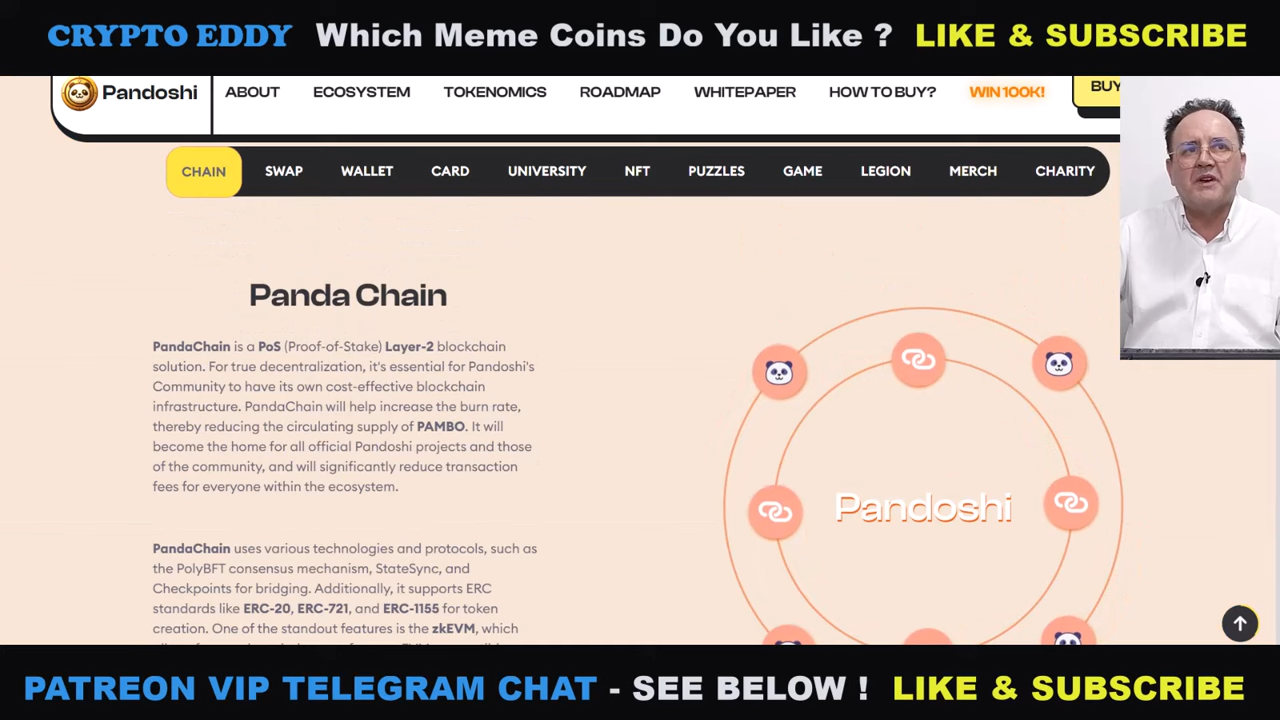 CRYPTO EDDY Which Meme Coins Do You Like ? LIKE & SUBSCRIBE
Pandoshi ABOUT ECOSYSTEM TOKENOMICS ROADMAP WHITEPAPER HOW TO BUY? WIN 100K! BUY
CHAIN SWAP WALLET CARD UNIVERSITY NFT PUZZLES GAME LEGION MERCH CHARITY
Panda Chain
PandaChain is a PoS (Proof-of-Stake) Layer-2 blockchain
solution. For true decentralization, it's essential for Pandoshi's
Community to have its own cost-effective blockchain
infrastructure. PandaChain will help increase the burn rate,
thereby reducing the circulating supply of PAMBO. It will
become the home for all official Pandoshi projects and those
of the community, and will significantly reduce transaction
fees for everyone within the ecosystem.
Pandoshi
PandaChain uses various technologies and protocols, such as
the PolyBFT consensus mechanism, StateSync, and
Checkpoints for bridging. Additionally, it supports ERC
standards like ERC-20, ERC-721, and ERC-1155 for token
creation. One of the standout features is the zkEVM, which
PATREON VIP TELEGRAM CHAT - SEE BELOW ! LIKE & SUBSCRIBE